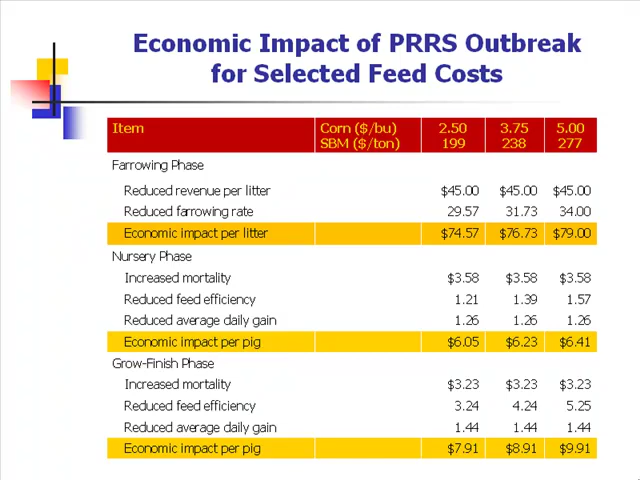 Economic Impact of PRRS Outbreak
for Selected Feed Costs
Item Corn ($/bu) 2.50 3.75 5.00
SBM ($/ton) 199 238 277
Farrowing Phase
Reduced revenue per litter $45.00 $45.00 $45.00
Reduced farrowing rate 29.57 31.73 34.00
Economic impact per litter $74.57 $76.73 $79.00
Nursery Phase
Increased mortality $3.58 $3.58 $3.58
Reduced feed efficiency 1.21 1.39 1.57
Reduced average daily gain 1.26 1.26 1.26
Economic impact per pig $6.05 $6.23 $6.41
Grow-Finish Phase
Increased mortality $3.23 $3.23 $3.23
Reduced feed efficiency 3.24 4.24 5.25
Reduced average daily gain 1.44 1.44 1.44
Economic impact per pig $7.91 $8.91 $9.91